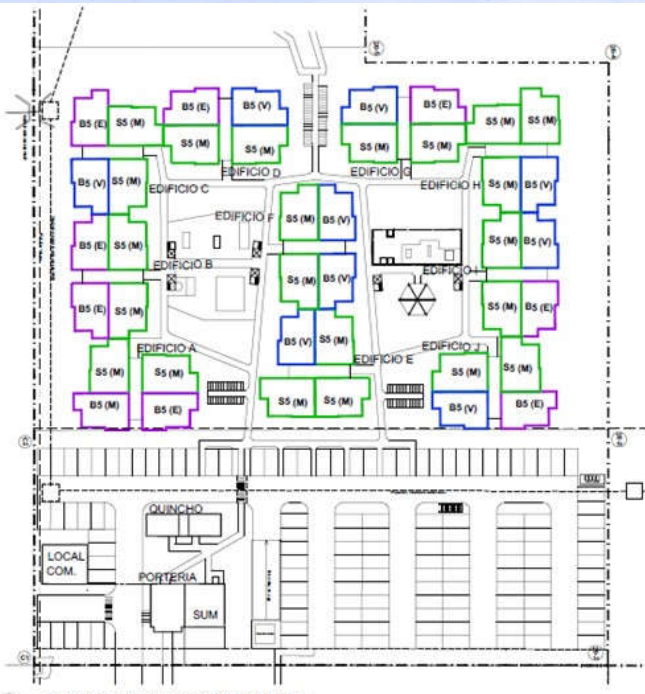 B5 (E)
B5 (V)
B5 (V)
B5 (E)
B5 (E)
S5 (M)
S5 (M)
S5 (M)
S5 (M)
S5 (M)
S5 (M)
S5 (M)
EDIFICIO D
EDIFICIO G
B5 (V)
S5 (M)
EDIFICIO C
EDIFICIO H
S5 (M)
B5 (V)
EDIFICIO F
S5 (M)
B5 (V)
B5 (E)
S5 (M)
S5 (M)
B5 (V)
EDIFICIO B
S5 (M)
B5 (V)
B5 (E)
S5 (M)
S5 (M)
B5 (E)
EDIFICIO A
B5 (V)
S5 (M)
EDIFICIO E
EDIFICIO J
S5 (M)
S5 (M)
S5 (M)
S5 (M)
B5 (M)
B5 (E)
S5 (M)
S5 (M)
B5 (V)
B5 (E)
QUINCHO
LOCAL
COM.
PORTERIA
SUM